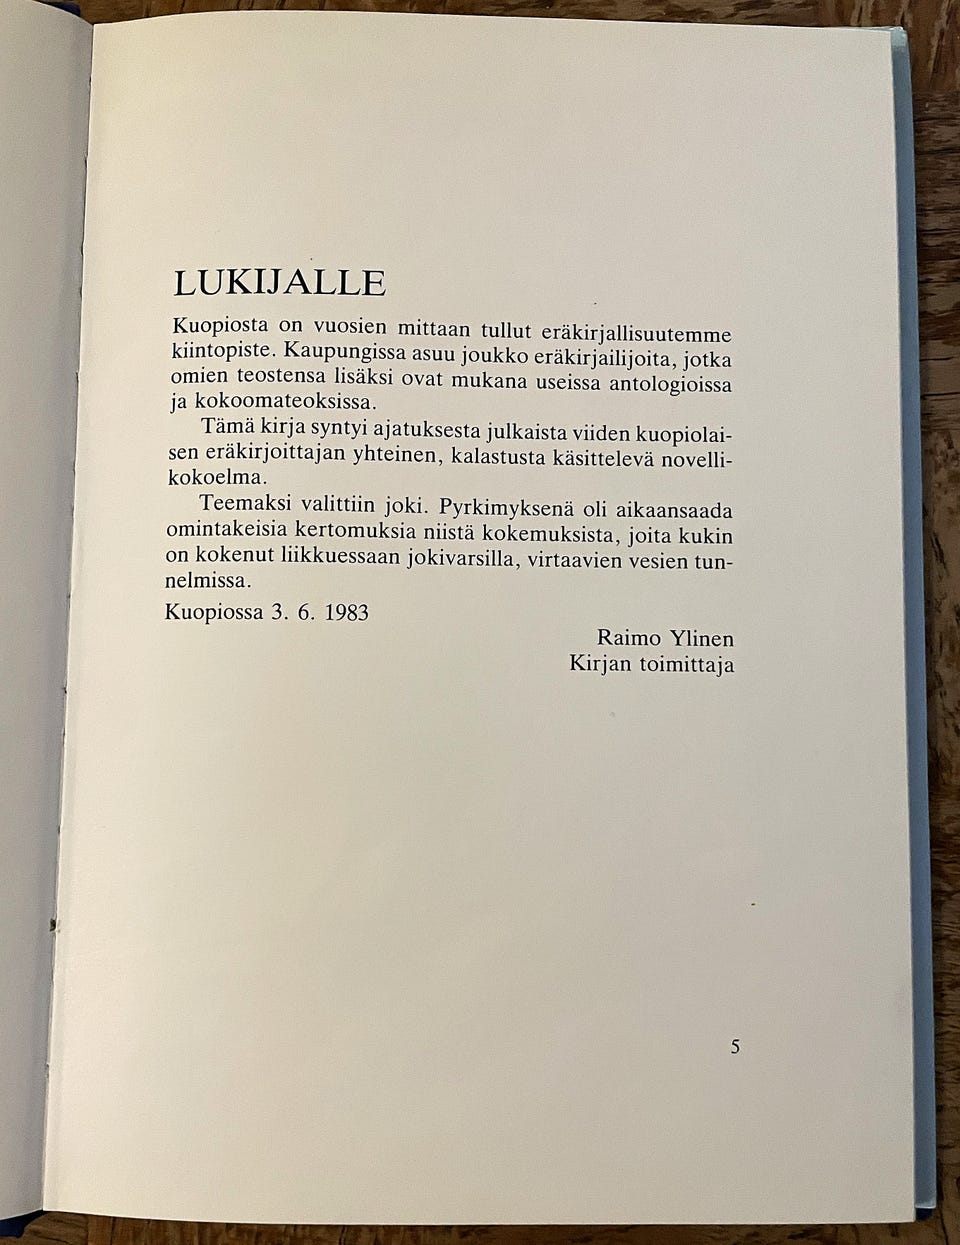 LUKIJALLE
Kuopiosta on vuosien mittaan tullut eräkirjallisuutemme
kiintopiste. Kaupungissa asuu joukko eräkirjailijoita, jotka
omien teostensa lisäksi ovat mukana useissa antologioissa
ja kokoomateoksissa.
Tämä kirja syntyi ajatuksesta julkaista viiden kuopiolai-
sen eräkirjoittajan yhteinen, kalastusta käsittelevä novelli-
kokoelma.
Teemaksi valittiin joki. Pyrkimyksenä oli aikaansaada
omintakeisia kertomuksia niistä kokemuksista, joita kukin
on kokenut liikkuessaan jokivarsilla, virtaavien vesien tun-
nelmissa.
Kuopiossa 3. 6. 1983
Raimo Ylinen
Kirjan toimittaja
5